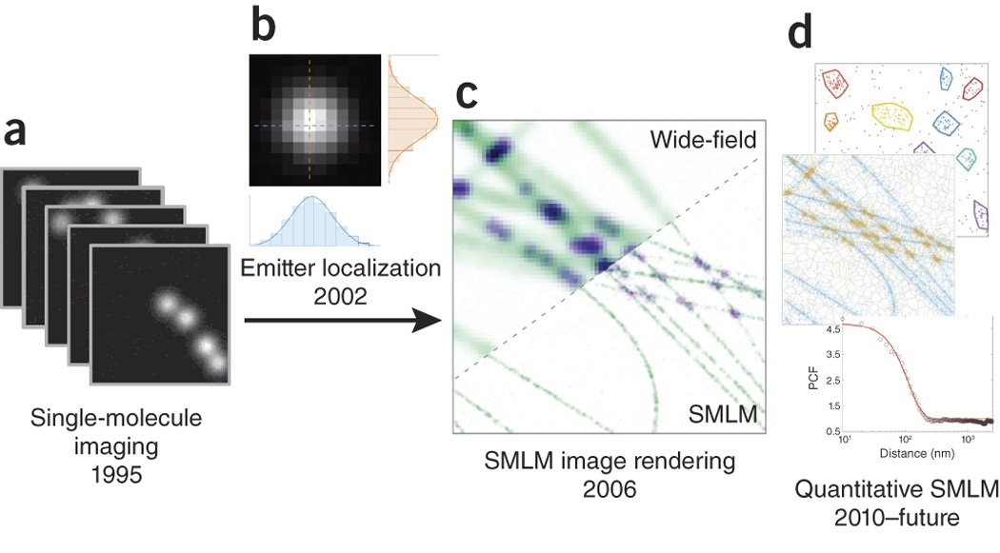 a
Single-molecule
imaging
1995
b
Emitter localization
2002
c
Wide-field
SMLM
SMLM image rendering
2006
d
4.5
3.5
2.5
1.5
0.5
PCF
10¹
10²
10³
Distance (nm)
Quantitative SMLM
2010–future